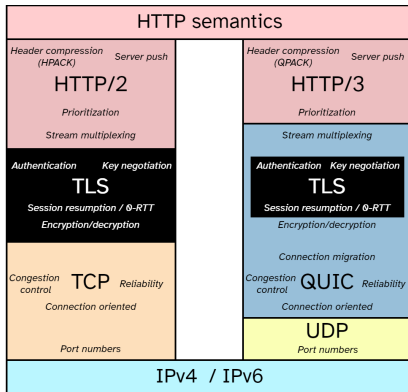 HTTP semantics
Header compression
(HPACK)
Server push
HTTP/2
Prioritization
Stream multiplexing
Authentication
Key negotiation
TLS
Session resumption / 0-RTT
Encryption/decryption
Congestion
control
TCP
Reliability
Connection oriented
Port numbers
Header compression
(QPACK)
Server push
HTTP/3
Prioritization
Stream multiplexing
Authentication
Key negotiation
TLS
Session resumption / 0-RTT
Encryption/decryption
Connection migration
Congestion
control
QUIC
Reliability
Connection oriented
UDP
Port numbers
IPv4 / IPv6